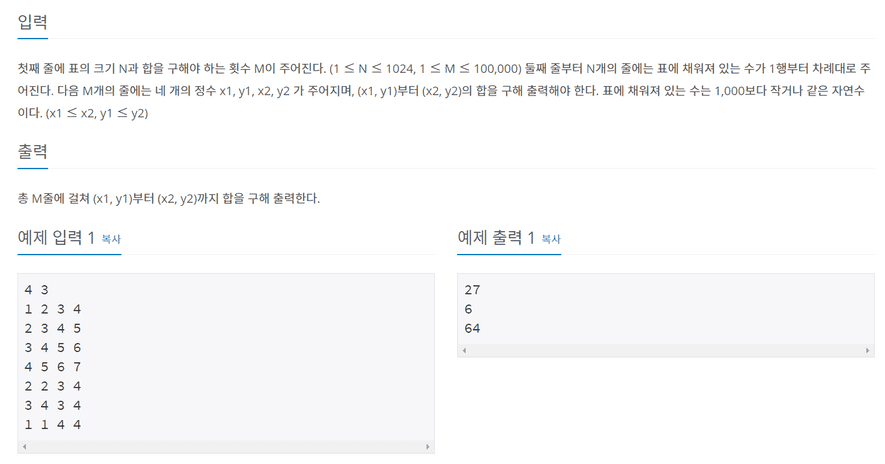 입력
첫째 줄에 표의 크기 N과 합을 구해야 하는 횟수 M이 주어진다. (1 ≤ N ≤ 1024, 1 ≤ M ≤ 100,000) 둘째 줄부터 N개의 줄에는 표에 채워져 있는 수가 1행부터 차례대로 주
어진다. 다음 M개의 줄에는 네 개의 정수 x1, y1, x2, y2 가 주어지며, (x1, y1)부터 (x2, y2)의 합을 구해 출력해야 한다. 표에 채워져 있는 수는 1,000보다 작거나 같은 자연수
이다. (x1 ≤ x2, y1 ≤ y2)
출력
총 M줄에 걸쳐 (x1, y1)부터 (x2, y2)까지 합을 구해 출력한다.
예제 입력 1 복사
4 3
1 2 3 4
2 3 4 5
3 4 5 6
4 5 6 7
2 2 3 4
3 4 3 4
1 1 4 4
예제 출력 1 복사
27
6
64